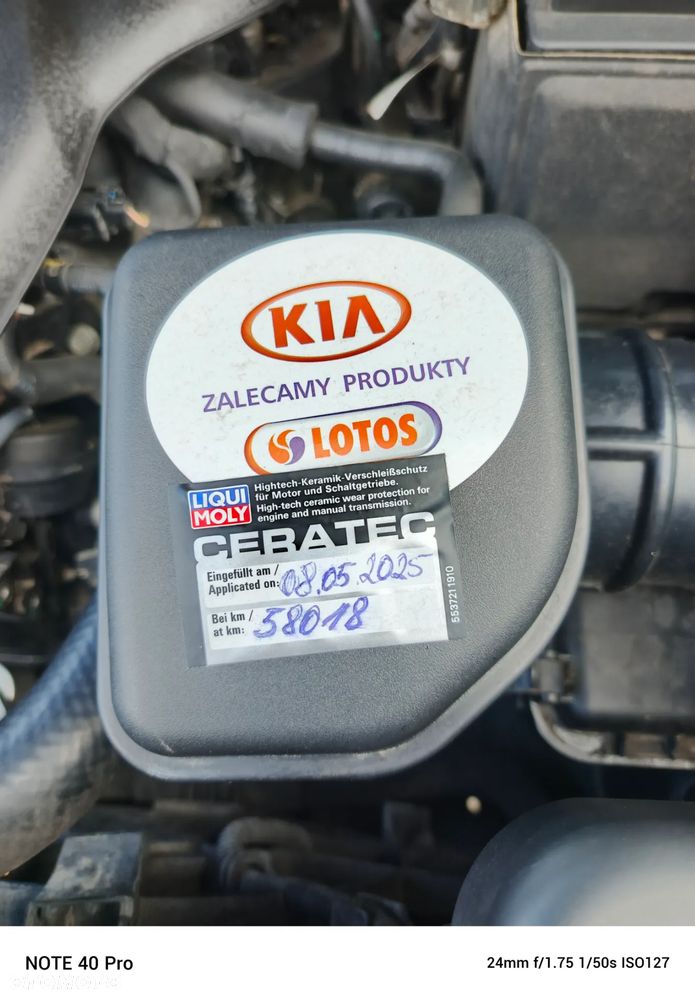 KIA
ZALECAMY PRODUKTY
LOTOS
LIQUI
MOLY
Hightech-Keramik-Verschleißschutz
für Motor und Schaltgetriebe.
High-tech ceramic wear protection for
engine and manual transmission.
CERATEC
Eingefüllt am /
Applicated on: 08.05.2025
Bei km /
at km: 58018
5537211910
NOTE 40 Pro
24mm f/1.75 1/50s ISO127